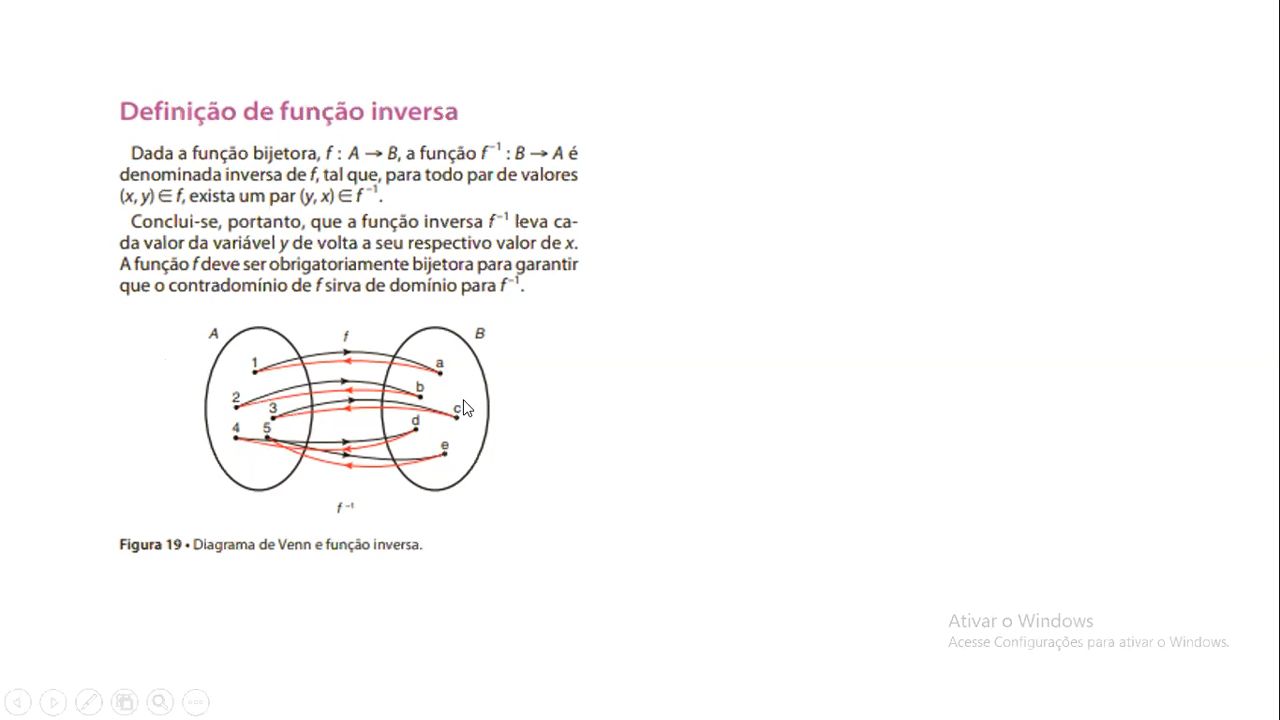 Definição de função inversa
Dada a função bijetora, f : A → B, a função f⁻¹ : B → A é
denominada inversa de f, tal que, para todo par de valores
(x, y) ∈ f, exista um par (y, x) ∈ f⁻¹.
Conclui-se, portanto, que a função inversa f⁻¹ leva ca-
da valor da variável y de volta a seu respectivo valor de x.
A função f deve ser obrigatoriamente bijetora para garantir
que o contradomínio de f sirva de domínio para f⁻¹.
A f B
1 a
2 b
3 c
4 5 d
e
f⁻¹
Figura 19 • Diagrama de Venn e função inversa.
Ativar o Windows
Acesse Configurações para ativar o Windows.